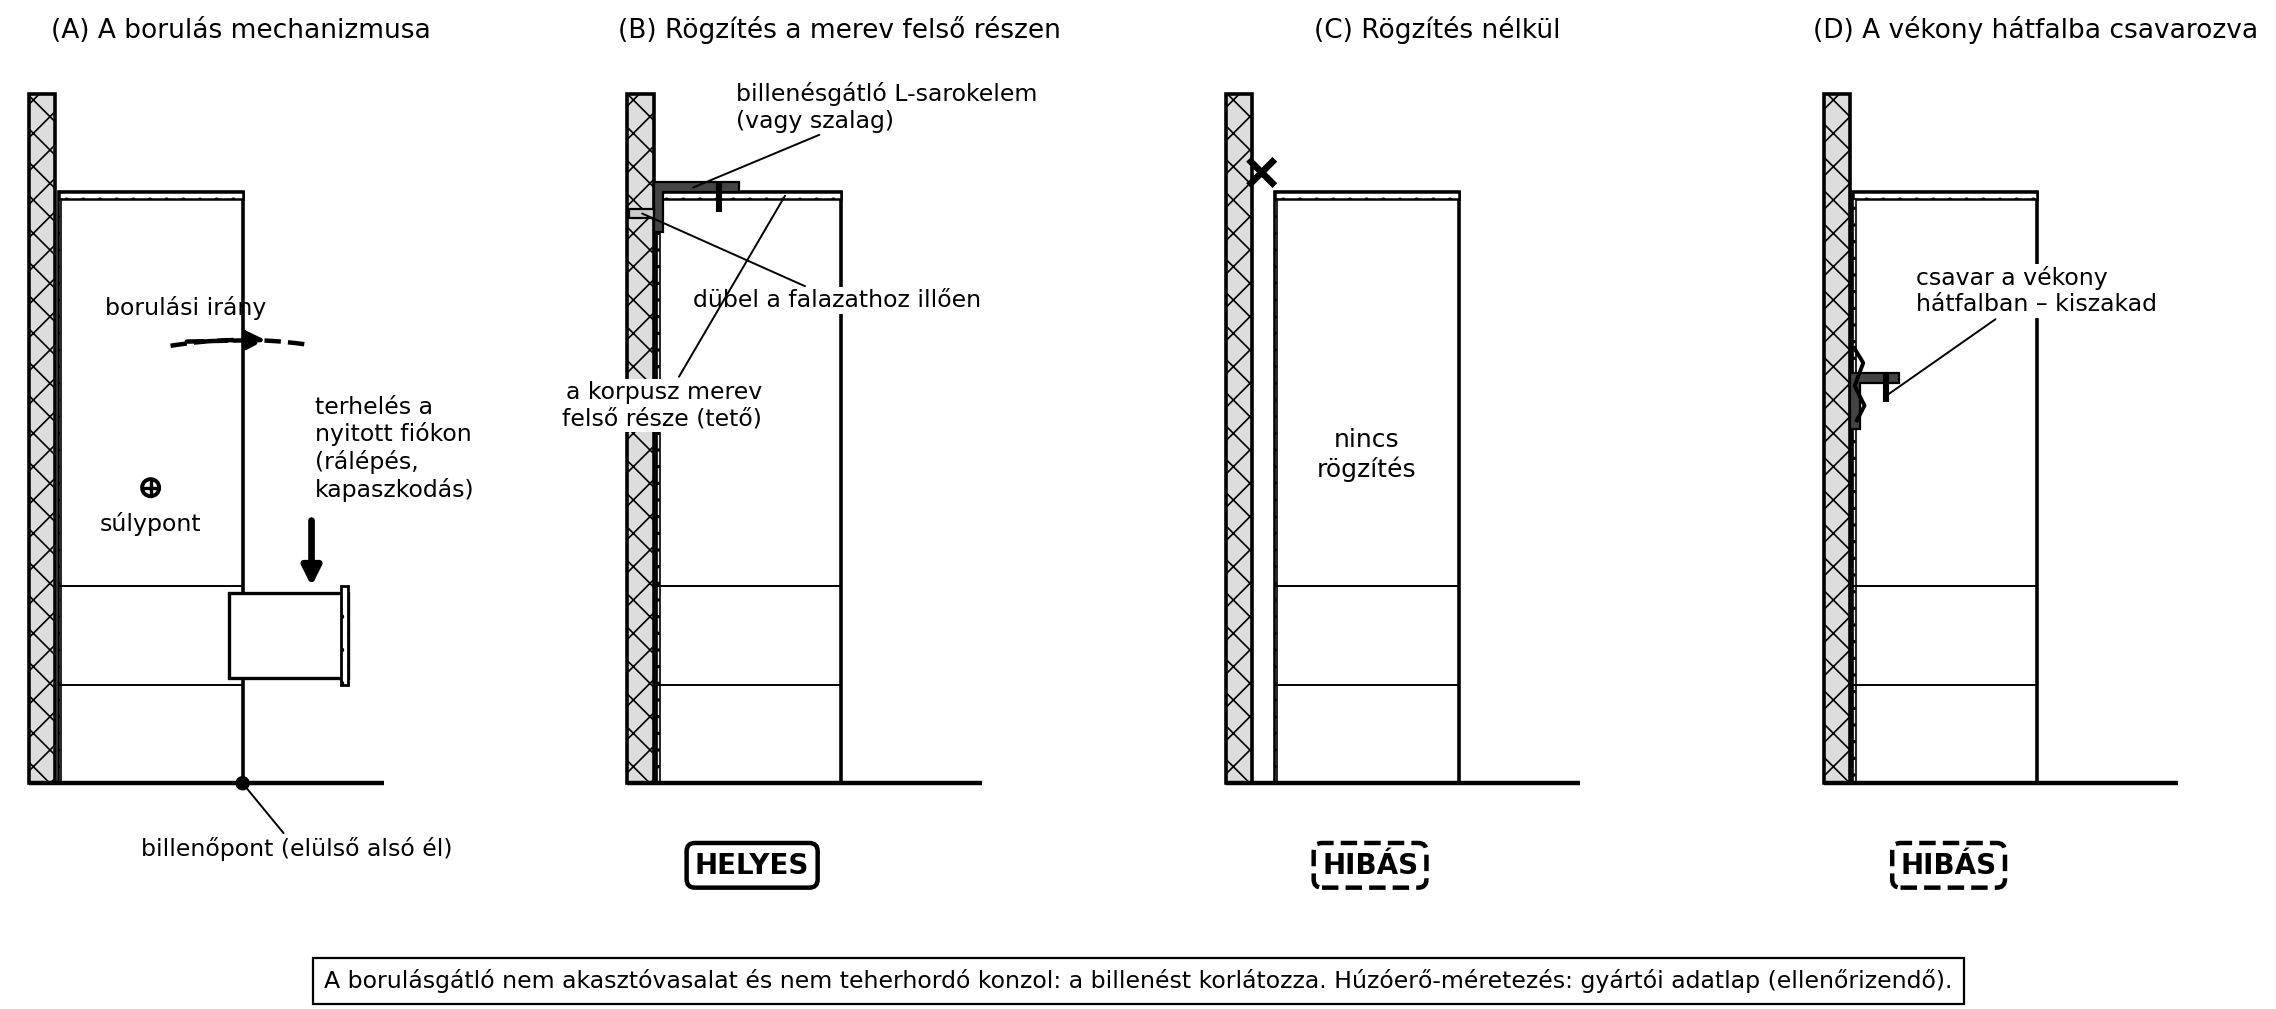 (A) A borulás mechanizmusa
borulási irány
terhelés a
nyitott fiókon
(rálépés,
kapaszkodás)
súlypont
billenőpont (elülső alsó él)
(B) Rögzítés a merev felső részen
billenésgátló L-sarokelem
(vagy szalag)
dübel a falazathoz illően
a korpusz merev
felső része (tető)
HELYES
(C) Rögzítés nélkül
nincs
rögzítés
HIBÁS
(D) A vékony hátfalba csavarozva
csavar a vékony
hátfalban – kiszakad
HIBÁS
A borulásgátló nem akasztóvasalat és nem teherhordó konzol: a billenést korlátozza. Húzóerő-méretezés: gyártói adatlap (ellenőrizendő).